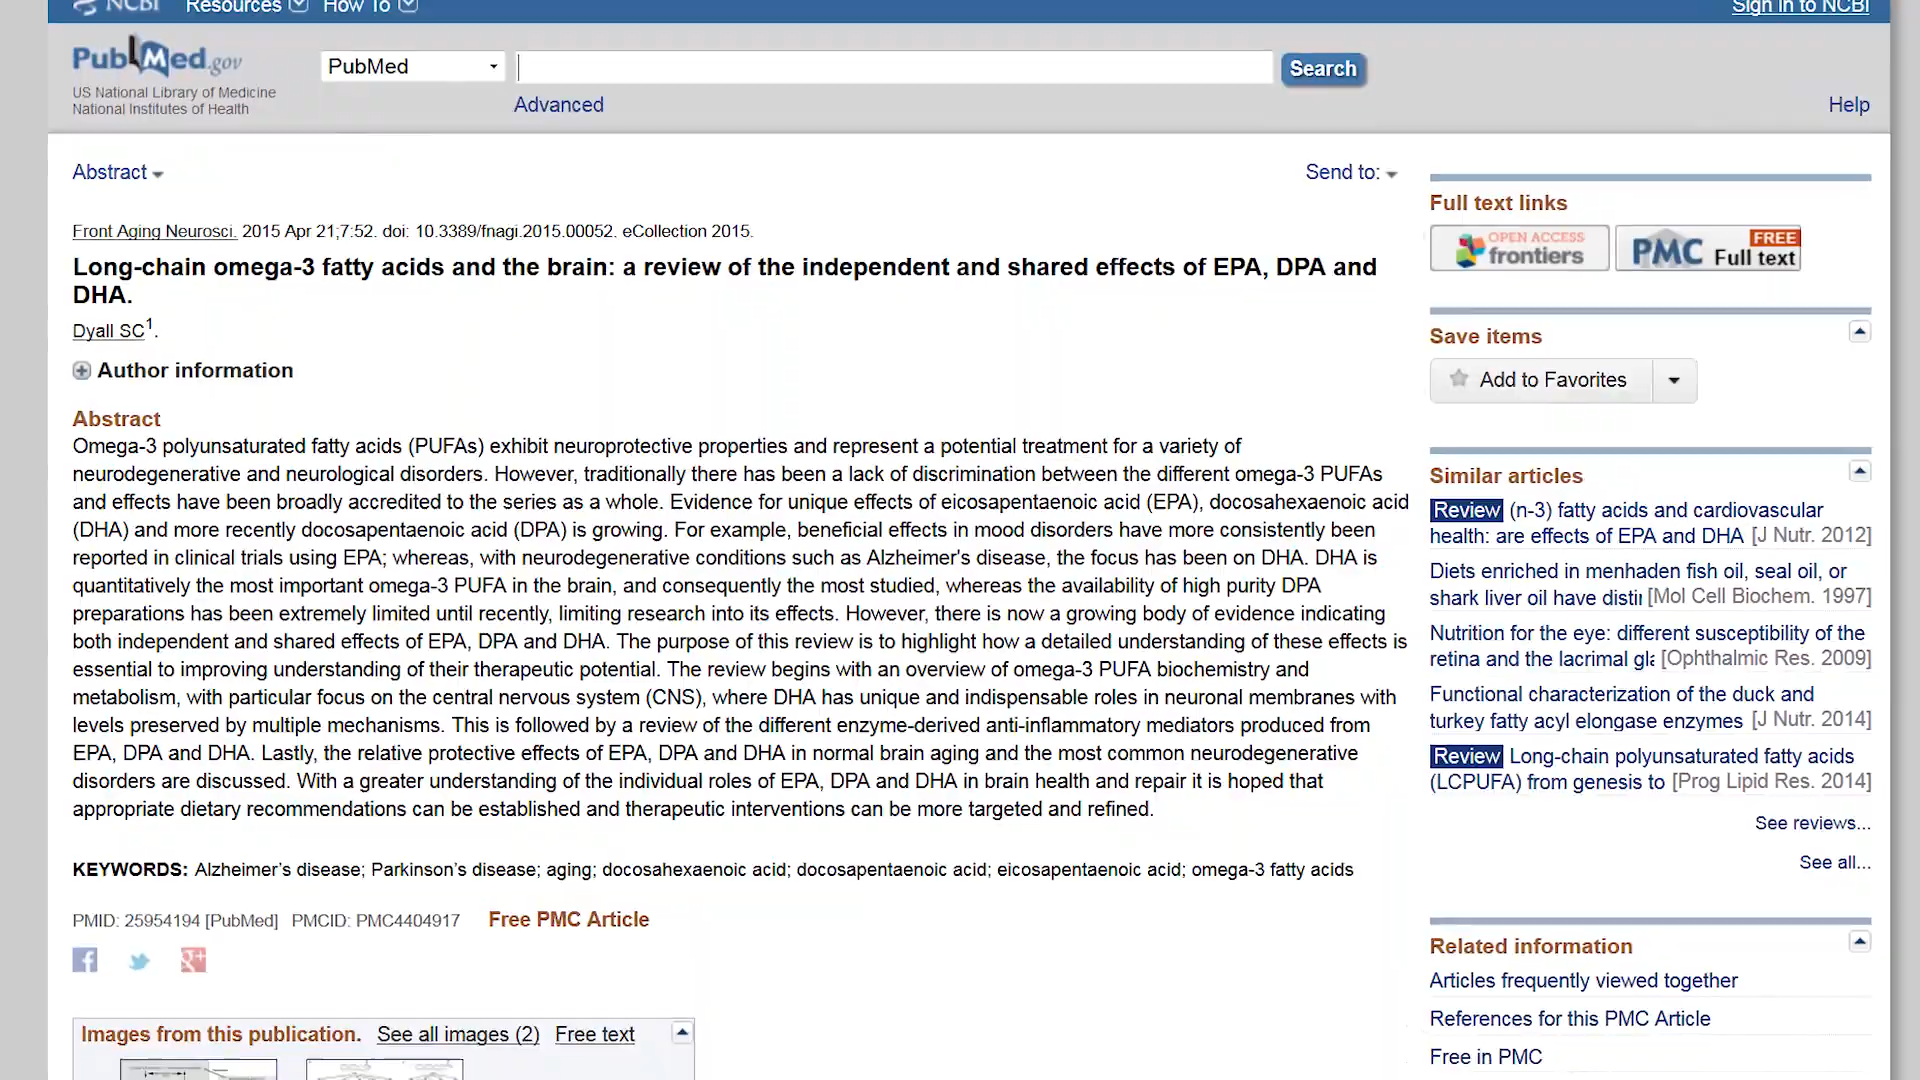 NCBI Resources How To Sign in to NCBI
PubMed.gov
US National Library of Medicine
National Institutes of Health
PubMed
Search
Advanced
Help
Abstract
Send to:
Front Aging Neurosci. 2015 Apr 21;7:52. doi: 10.3389/fnagi.2015.00052. eCollection 2015.
Long-chain omega-3 fatty acids and the brain: a review of the independent and shared effects of EPA, DPA and
DHA.
Dyall SC1.
Author information
Abstract
Omega-3 polyunsaturated fatty acids (PUFAs) exhibit neuroprotective properties and represent a potential treatment for a variety of
neurodegenerative and neurological disorders. However, traditionally there has been a lack of discrimination between the different omega-3 PUFAs
and effects have been broadly accredited to the series as a whole. Evidence for unique effects of eicosapentaenoic acid (EPA), docosahexaenoic acid
(DHA) and more recently docosapentaenoic acid (DPA) is growing. For example, beneficial effects in mood disorders have more consistently been
reported in clinical trials using EPA; whereas, with neurodegenerative conditions such as Alzheimer's disease, the focus has been on DHA. DHA is
quantitatively the most important omega-3 PUFA in the brain, and consequently the most studied, whereas the availability of high purity DPA
preparations has been extremely limited until recently, limiting research into its effects. However, there is now a growing body of evidence indicating
both independent and shared effects of EPA, DPA and DHA. The purpose of this review is to highlight how a detailed understanding of these effects is
essential to improving understanding of their therapeutic potential. The review begins with an overview of omega-3 PUFA biochemistry and
metabolism, with particular focus on the central nervous system (CNS), where DHA has unique and indispensable roles in neuronal membranes with
levels preserved by multiple mechanisms. This is followed by a review of the different enzyme-derived anti-inflammatory mediators produced from
EPA, DPA and DHA. Lastly, the relative protective effects of EPA, DPA and DHA in normal brain aging and the most common neurodegenerative
disorders are discussed. With a greater understanding of the individual roles of EPA, DPA and DHA in brain health and repair it is hoped that
appropriate dietary recommendations can be established and therapeutic interventions can be more targeted and refined.
KEYWORDS: Alzheimer's disease; Parkinson's disease; aging; docosahexaenoic acid; docosapentaenoic acid; eicosapentaenoic acid; omega-3 fatty acids
PMID: 25954194 [PubMed] PMCID: PMC4404917 Free PMC Article
f
g+
Images from this publication. See all images (2) Free text
Full text links
OPEN ACCESS
frontiers
PMC FREE
Full text
Save items
Add to Favorites
Similar articles
Review (n-3) fatty acids and cardiovascular
health: are effects of EPA and DHA [J Nutr. 2012]
Diets enriched in menhaden fish oil, seal oil, or
shark liver oil have distin [Mol Cell Biochem. 1997]
Nutrition for the eye: different susceptibility of the
retina and the lacrimal gla [Ophthalmic Res. 2009]
Functional characterization of the duck and
turkey fatty acyl elongase enzymes [J Nutr. 2014]
Review Long-chain polyunsaturated fatty acids
(LCPUFA) from genesis to [Prog Lipid Res. 2014]
See reviews...
See all...
Related information
Articles frequently viewed together
References for this PMC Article
Free in PMC